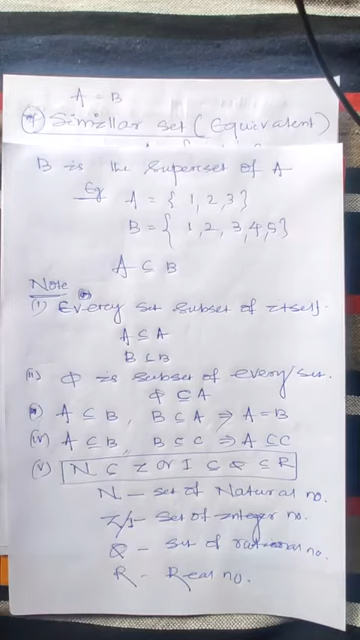 A = B
Simillar set ( Equivalent )
B is the Superset of A
Eg A = { 1, 2, 3 }
B = { 1, 2, 3, 4, 5 }
A ⊆ B
Note
(i) Every set subset of itself.
A ⊆ A
B ⊆ B
(ii) Φ is subset of every set.
Φ ⊆ A
A ⊆ B, B ⊆ A ⇒ A = B
(iv) A ⊆ B, B ⊆ C ⇒ A ⊆ C
(v) N ⊆ Z or I ⊆ Q ⊆ R
N – set of Natural no.
Z/I – set of integer no.
Q – set of rational no.
R – Real no.